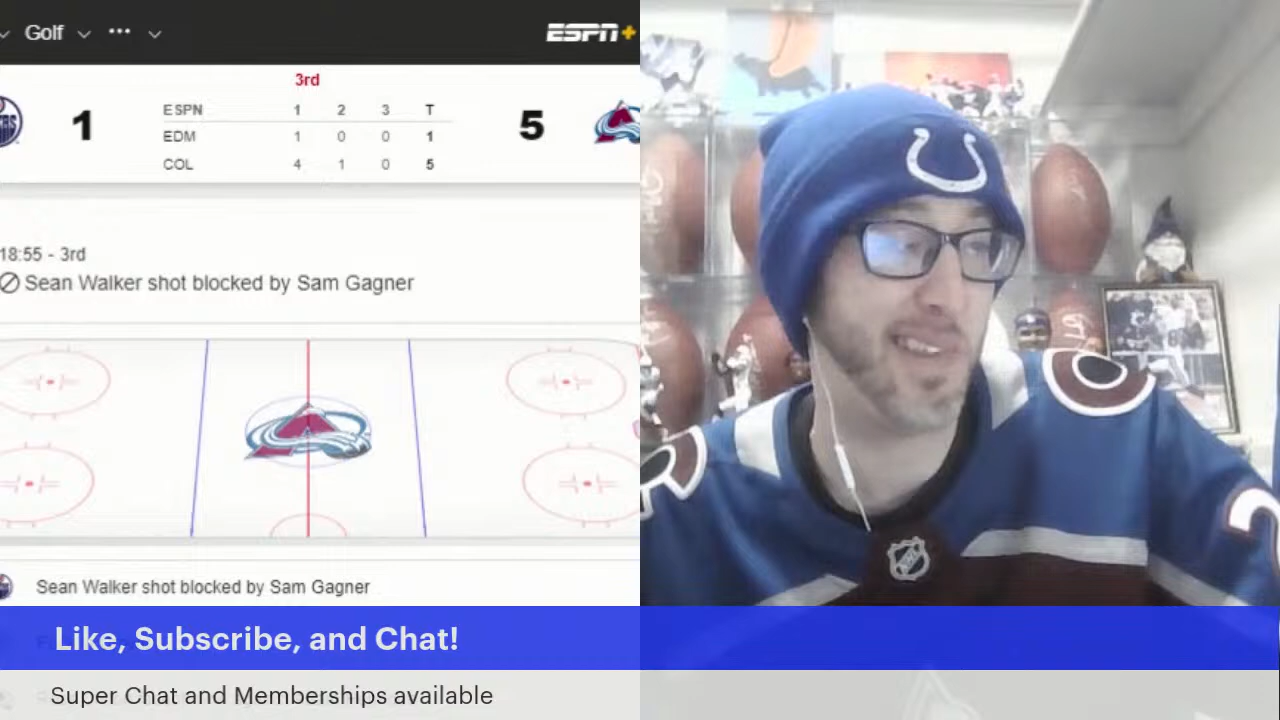 Golf
ESPN+
3rd
1
ESPN 1 2 3 T
EDM 1 0 0 1
COL 4 1 0 5
5
18:55 - 3rd
Sean Walker shot blocked by Sam Gagner
Sean Walker shot blocked by Sam Gagner
Like, Subscribe, and Chat!
Super Chat and Memberships available
NHL
2